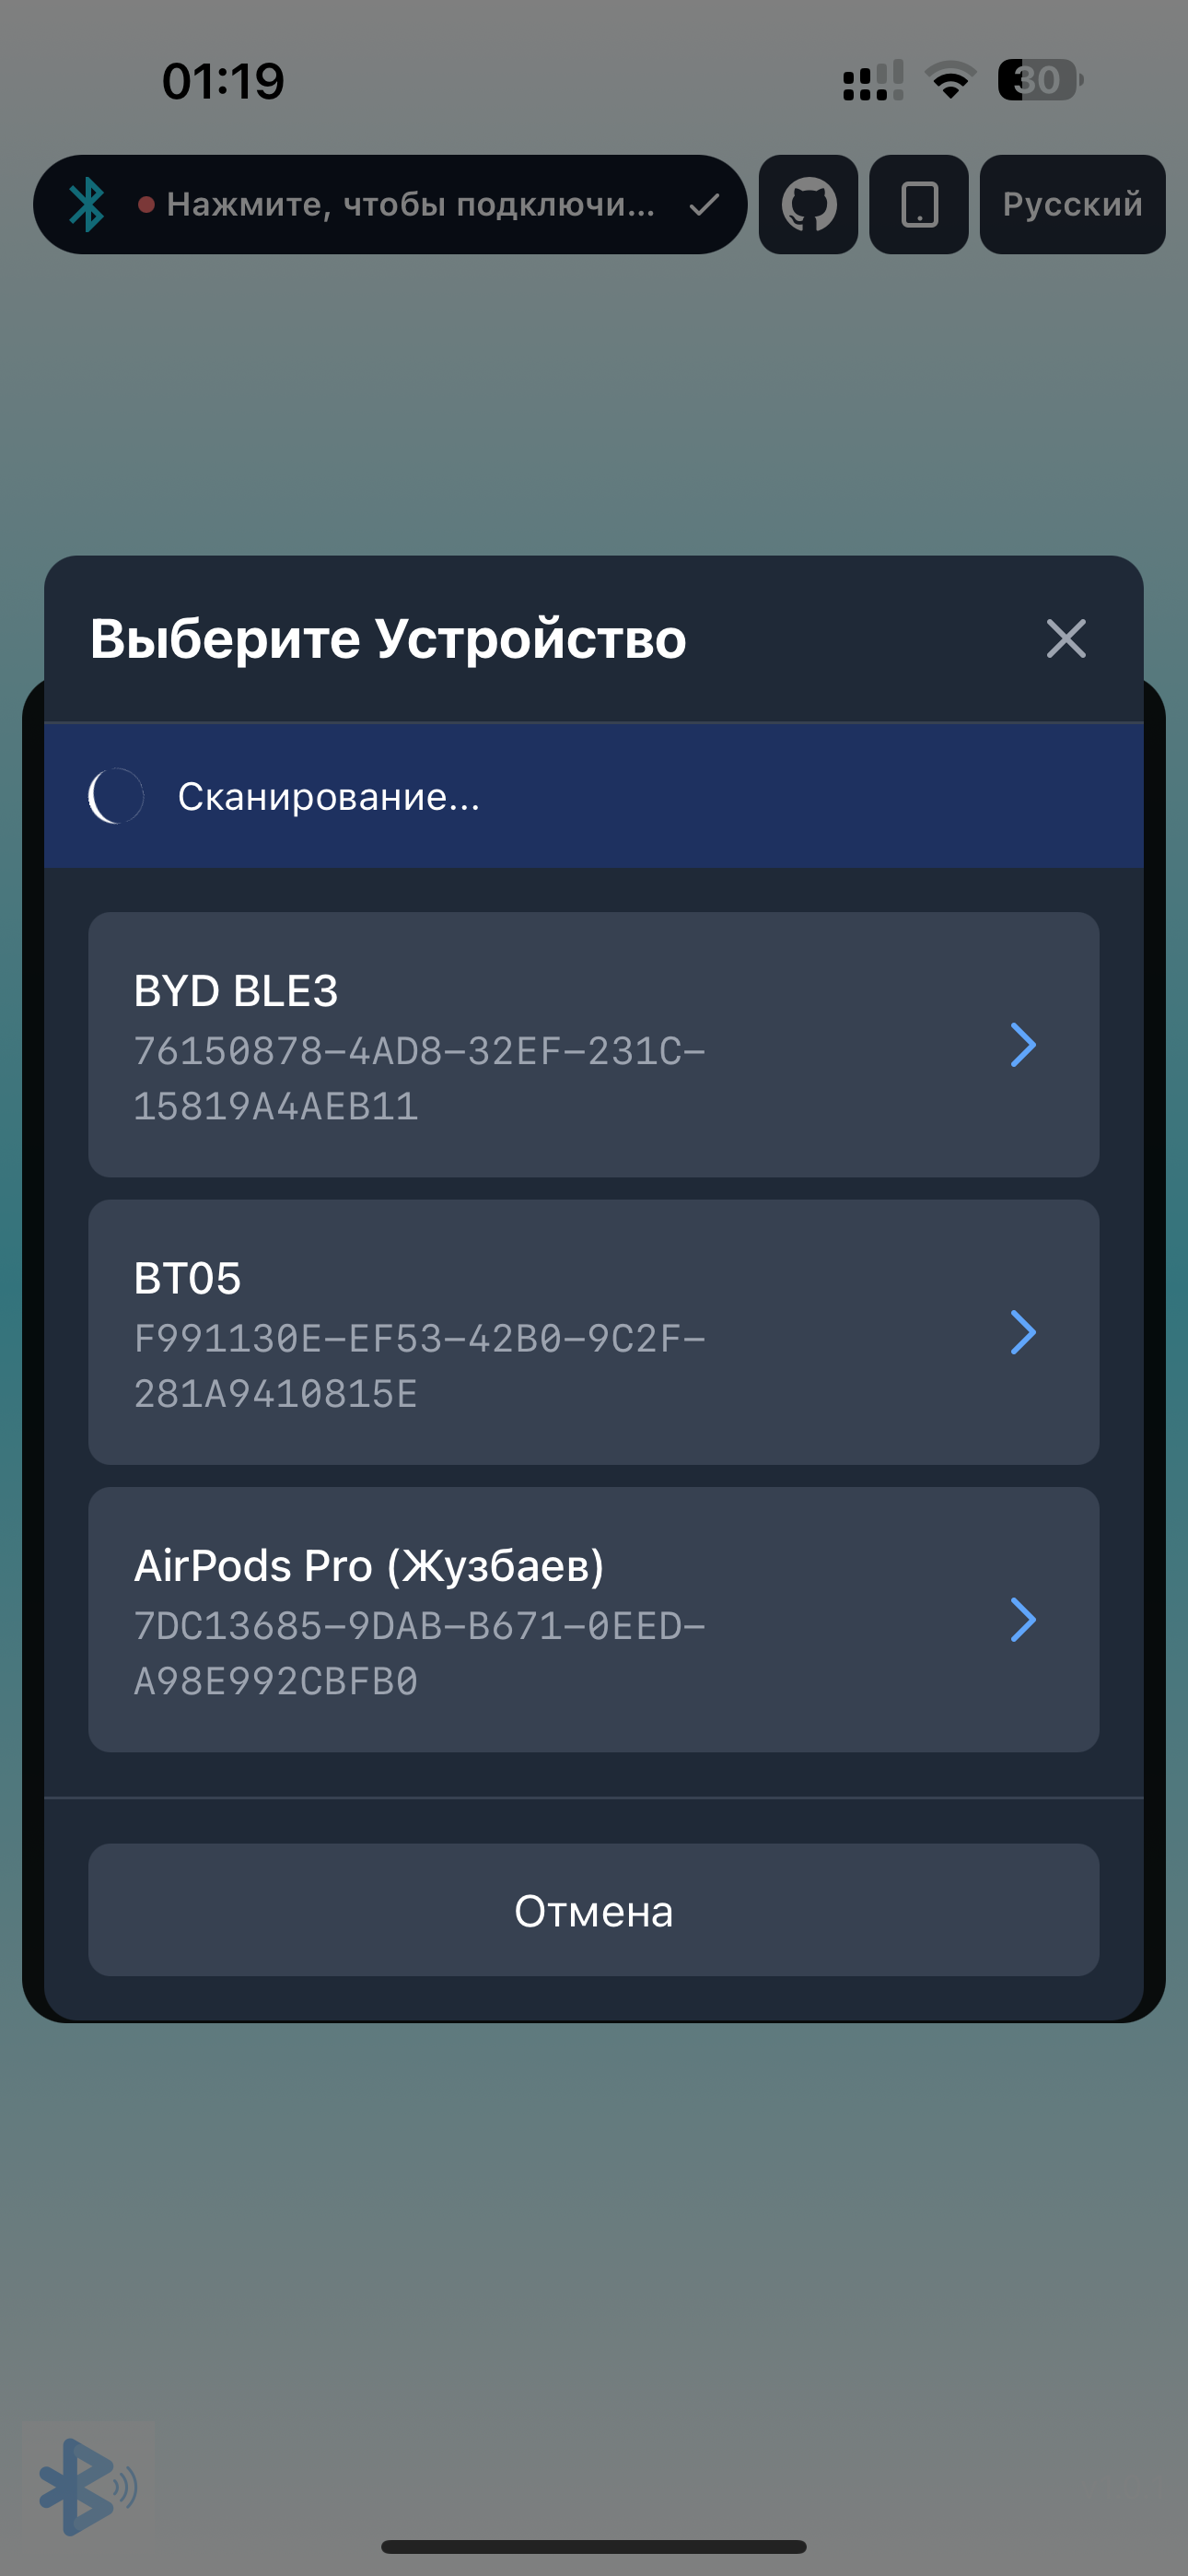 01:19
30
Нажмите, чтобы подключи...
Русский
Выберите Устройство
Сканирование...
BYD BLE3
76150878-4AD8-32EF-231C-
15819A4AEB11
BT05
F991130E-EF53-42B0-9C2F-
281A9410815E
AirPods Pro (Жузбаев)
7DC13685-9DAB-B671-0EED-
A98E992CBFB0
Отмена